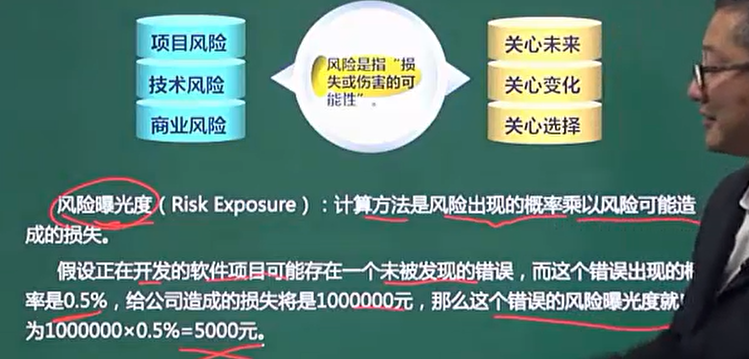 项目风险
技术风险
商业风险
风险是指“损
失或伤害的可
能性”。
关心未来
关心变化
关心选择
风险曝光度（Risk Exposure）：计算方法是风险出现的概率乘以风险可能造
成的损失。
假设正在开发的软件项目可能存在一个未被发现的错误，而这个错误出现的概
率是0.5%，给公司造成的损失将是1000000元，那么这个错误的风险曝光度就
为1000000×0.5%=5000元。